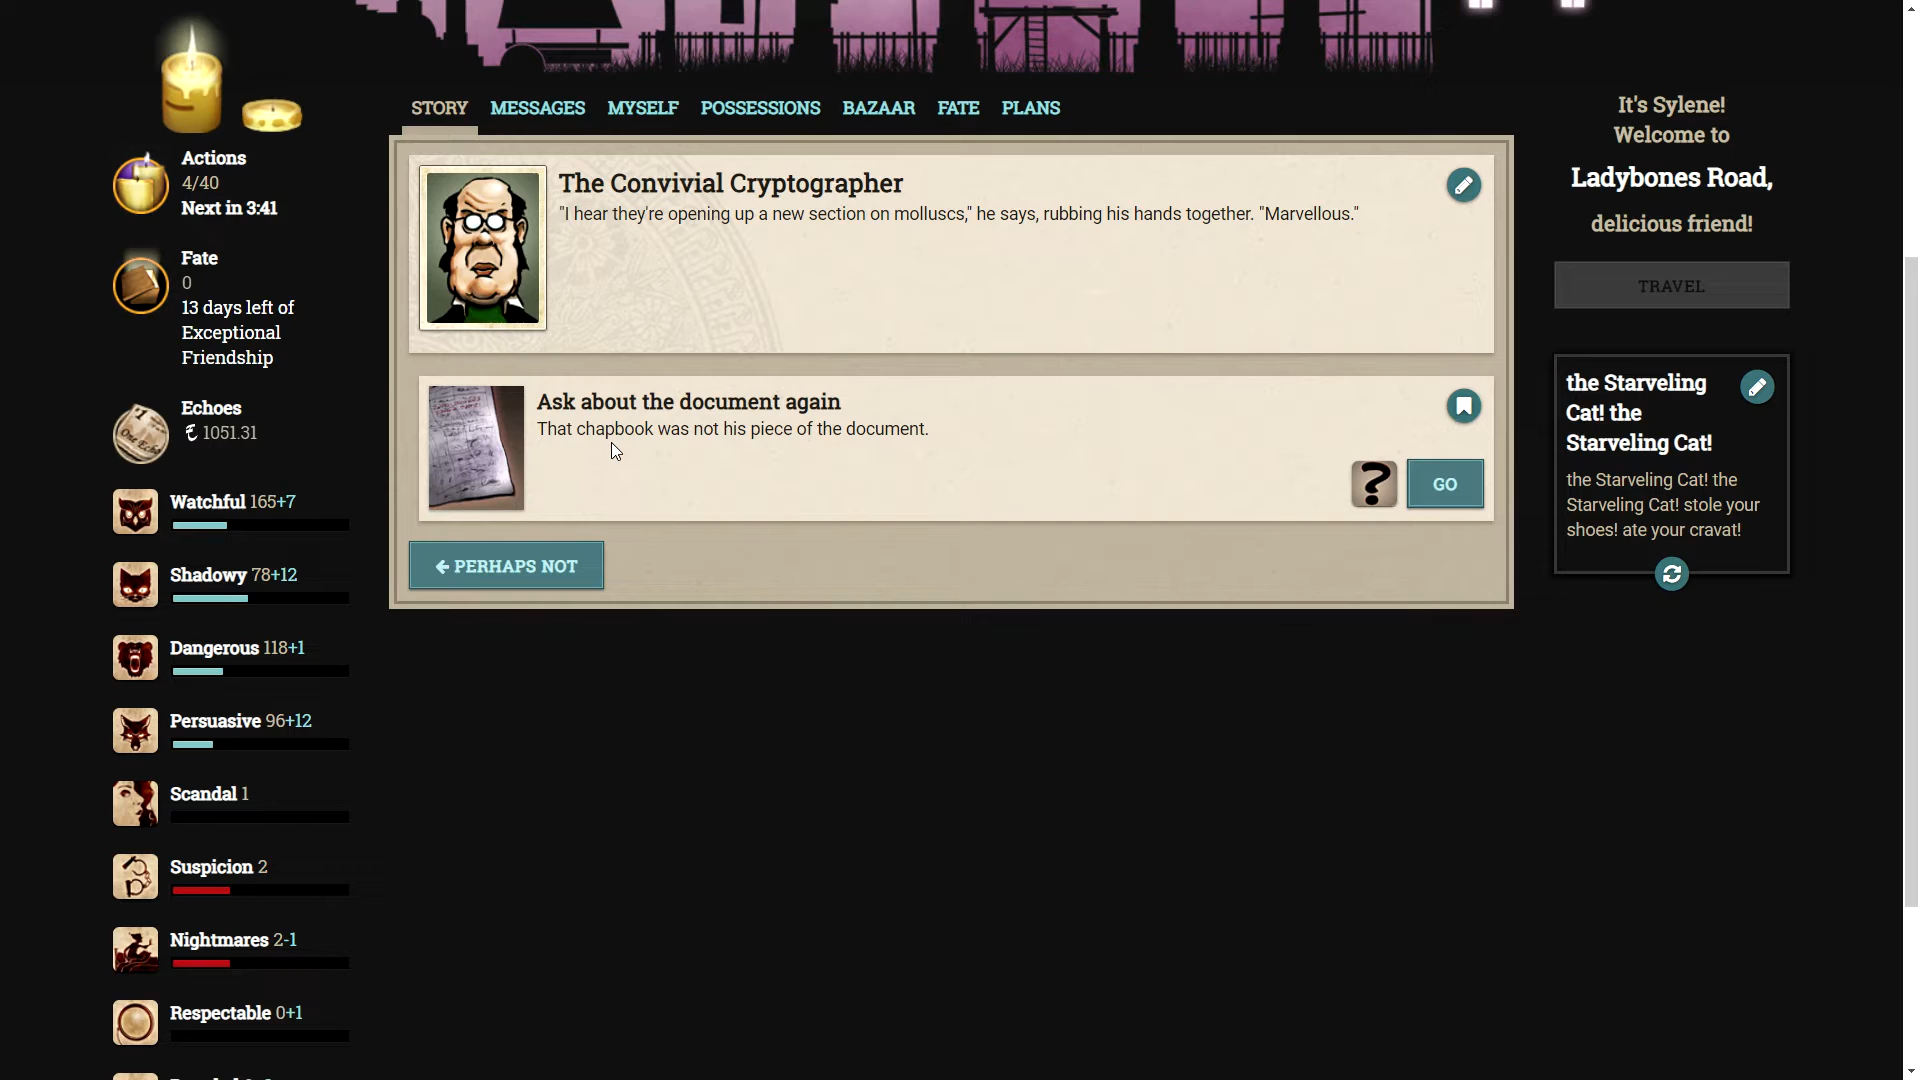 STORY MESSAGES MYSELF POSSESSIONS BAZAAR FATE PLANS
Actions
4/40
Next in 3:41
Fate
0
13 days left of
Exceptional
Friendship
Echoes
1051.31
Watchful 165+7
Shadowy 78+12
Dangerous 118+1
Persuasive 96+12
Scandal 1
Suspicion 2
Nightmares 2-1
Respectable 0+1
The Convivial Cryptographer
"I hear they're opening up a new section on molluscs," he says, rubbing his hands together. "Marvellous."
Ask about the document again
That chapbook was not his piece of the document.
?
GO
PERHAPS NOT
It's Sylene!
Welcome to
Ladybones Road,
delicious friend!
TRAVEL
the Starveling
Cat! the
Starveling Cat!
the Starveling Cat! the
Starveling Cat! stole your
shoes! ate your cravat!